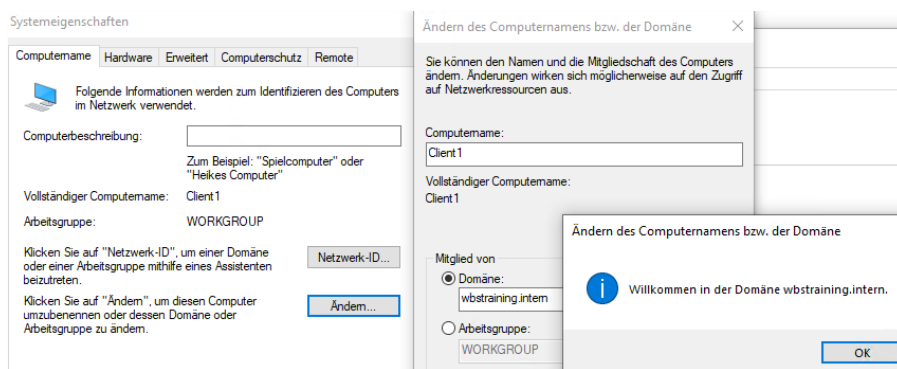 Systemeigenschaften
Computername Hardware Erweitert Computerschutz Remote
Folgende Informationen werden zum Identifizieren des Computers
im Netzwerk verwendet.
Computerbeschreibung:
Zum Beispiel: "Spielcomputer" oder
"Heikes Computer"
Vollständiger Computername: Client1
Arbeitsgruppe: WORKGROUP
Klicken Sie auf "Netzwerk-ID", um einer Domäne
oder einer Arbeitsgruppe mithilfe eines Assistenten
beizutreten.
Netzwerk-ID...
Klicken Sie auf "Ändern", um diesen Computer
umzubenennen oder dessen Domäne oder
Arbeitsgruppe zu ändern.
Ändern...
Ändern des Computernamens bzw. der Domäne
Sie können den Namen und die Mitgliedschaft des Computers
ändern. Änderungen wirken sich möglicherweise auf den Zugriff
auf Netzwerkressourcen aus.
Computername:
Client1
Vollständiger Computername:
Client1
Mitglied von
Domäne:
wbstraining.intern
Arbeitsgruppe:
WORKGROUP
Ändern des Computernamens bzw. der Domäne
Willkommen in der Domäne wbstraining.intern.
OK